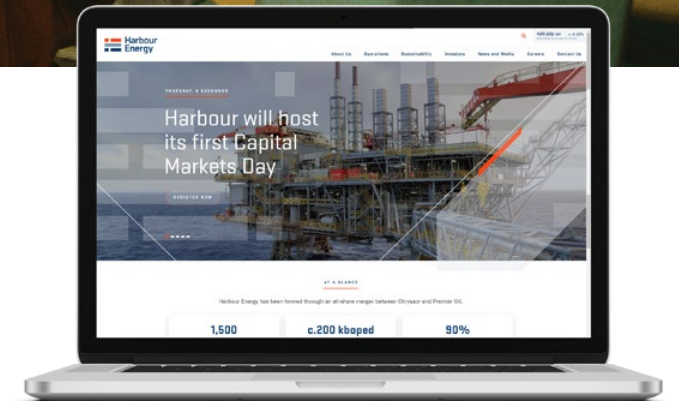 Harbour
Energy
About Us Operations Sustainability Investors News and Media Careers Contact Us
THURSDAY, 9 DECEMBER
Harbour will host
its first Capital
Markets Day
REGISTER NOW
AT A GLANCE
Harbour Energy has been formed through an all-share merger between Chrysaor and Premier Oil.
1,500 c.200 kboped 90%